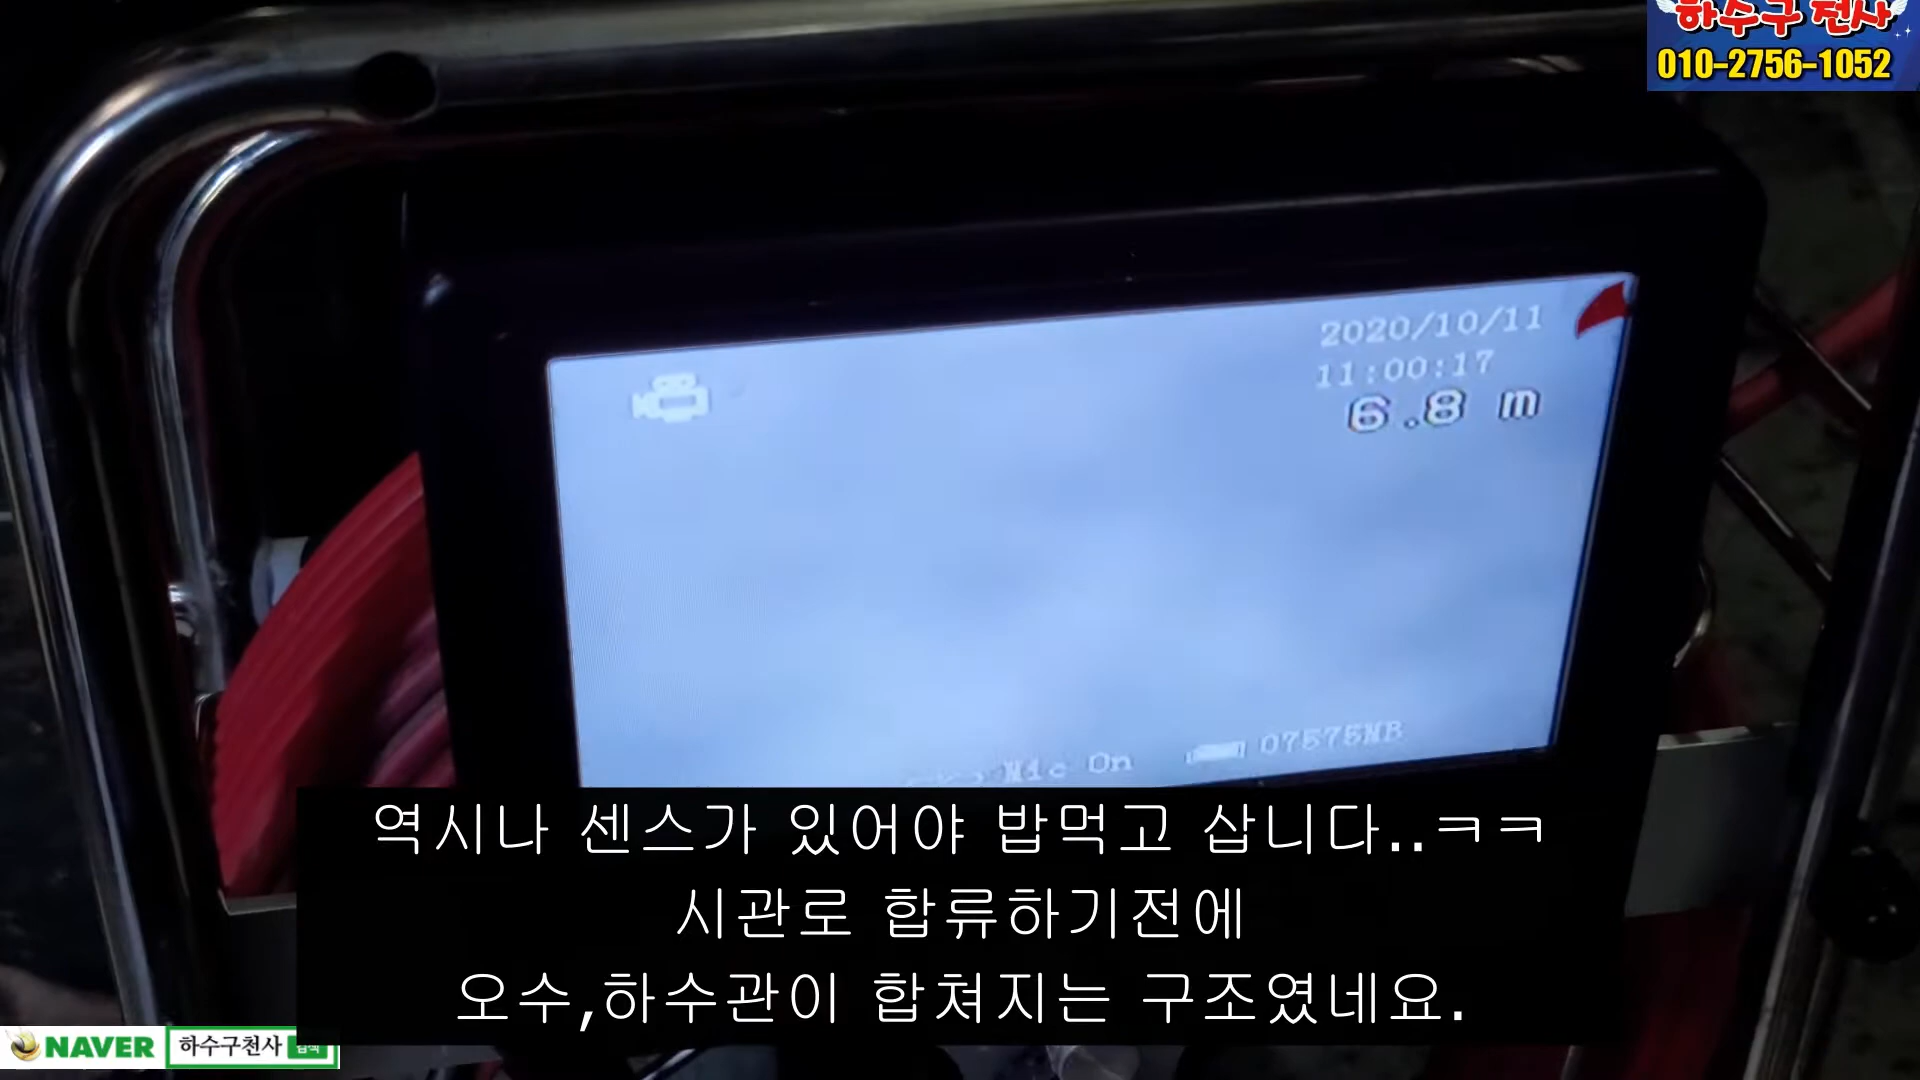 하수구 천사
010-2756-1052
2020/10/11
11:00:17
6.8 m
Mic On
07575MB
역시나 센스가 있어야 밥먹고 삽니다..ㅋㅋ
시관로 합류하기전에
오수,하수관이 합쳐지는 구조였네요.
NAVER
하수구천사
검색